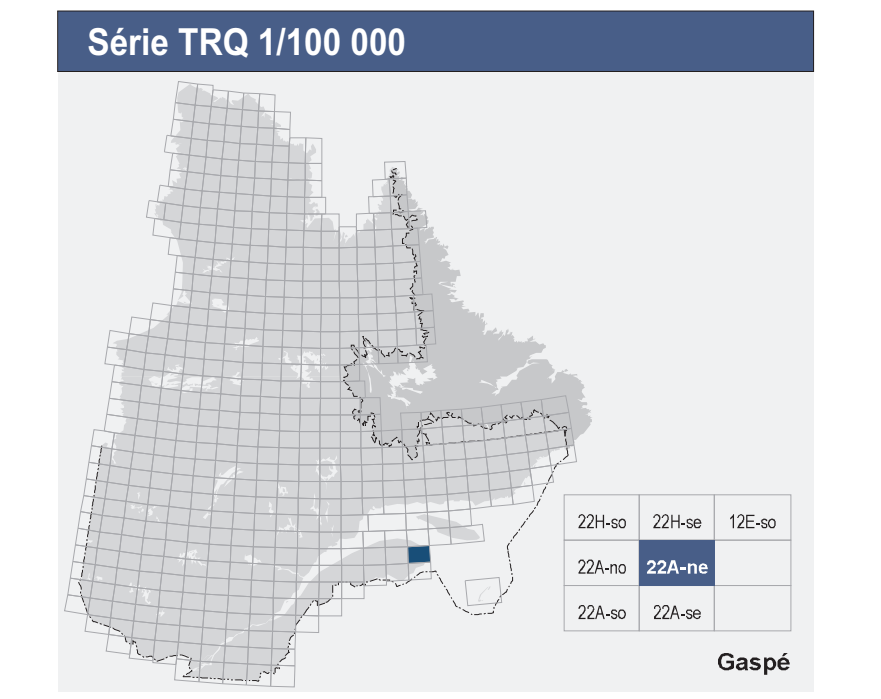 Série TRQ 1/100 000
22H-so 22H-se 12E-so
22A-no 22A-ne
22A-so 22A-se
Gaspé